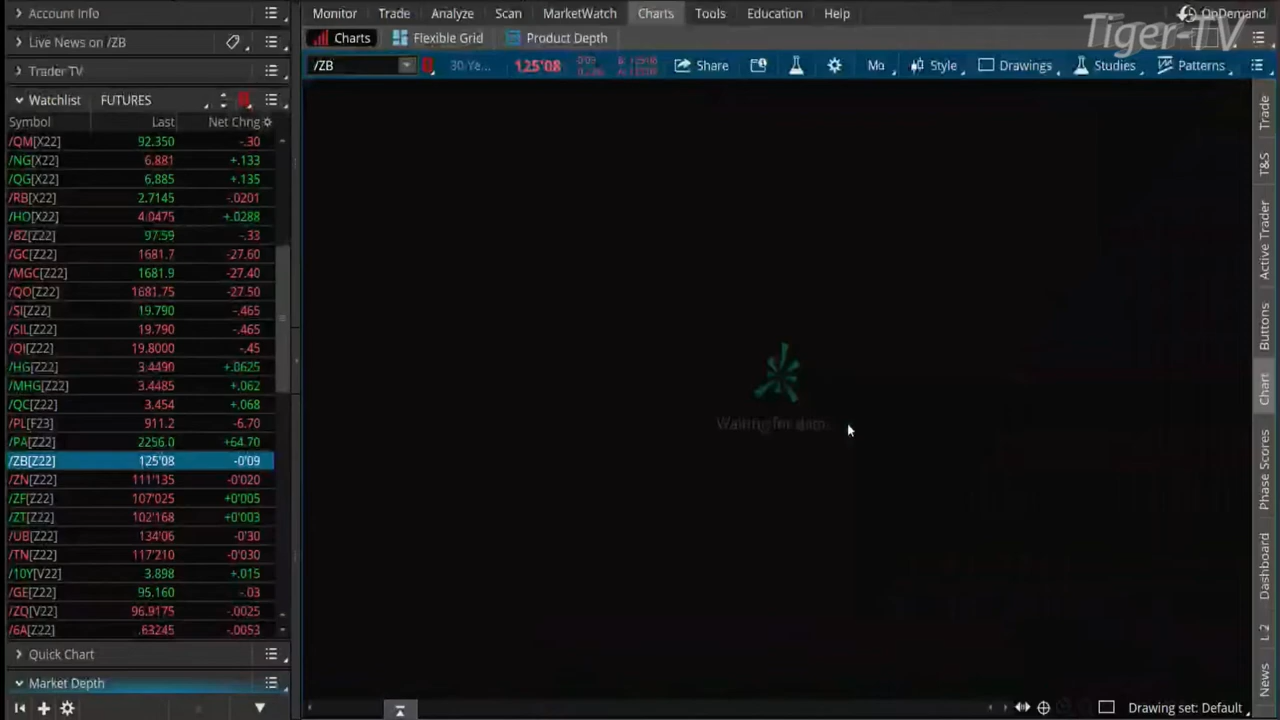 Account Info
Live News on /ZB
Trader TV
Watchlist FUTURES
Symbol Last Net Chng
/QM[X22] 92.350 -.30
/NG[X22] 6.881 +.133
/QG[X22] 6.885 +.135
/RB[X22] 2.7145 -.0201
/HO[X22] 4.0475 +.0288
/BZ[Z22] 97.59 -.33
/GC[Z22] 1681.7 -27.60
/MGC[Z22] 1681.9 -27.40
/QO[Z22] 1681.75 -27.50
/SI[Z22] 19.790 -.465
/SIL[Z22] 19.790 -.465
/QI[Z22] 19.8000 -.45
/HG[Z22] 3.4490 +.0625
/MHG[Z22] 3.4485 +.062
/QC[Z22] 3.454 +.068
/PL[F23] 911.2 -6.70
/PA[Z22] 2256.0 +64.70
/ZB[Z22] 125'08 -0'09
/ZN[Z22] 111'135 -0'020
/ZF[Z22] 107'025 +0'005
/ZT[Z22] 102'168 +0'003
/UB[Z22] 134'06 -0'30
/TN[Z22] 117'210 -0'030
/10Y[V22] 3.898 +.015
/GE[Z22] 95.160 -.03
/ZQ[V22] 96.9175 -.0025
/6A[Z22] .63245 -.0053
Quick Chart
Market Depth
Monitor Trade Analyze Scan MarketWatch Charts Tools Education Help
OnDemand
Tiger-TV
Charts Flexible Grid Product Depth
/ZB 30 Ye... 125'08 Share Mo Style Drawings Studies Patterns
Waiting for data
Trade
T&S
Active Trader
Buttons
Chart
Phase Scores
Dashboard
L 2
News
Drawing set: Default